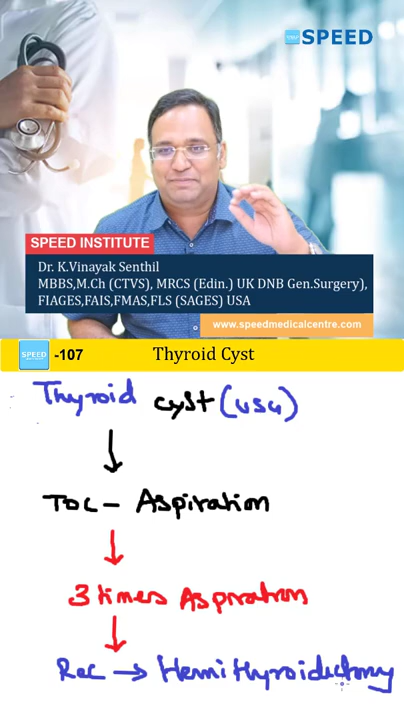 SPEED
SPEED INSTITUTE
Dr. K.Vinayak Senthil
MBBS,M.Ch (CTVS), MRCS (Edin.) UK DNB Gen.Surgery),
FIAGES,FAIS,FMAS,FLS (SAGES) USA
www.speedmedicalcentre.com
SPEED -107 Thyroid Cyst
Thyroid cyst (USG)
TOC - Aspiration
3 times Aspiration
Rec → Hemithyroidectomy